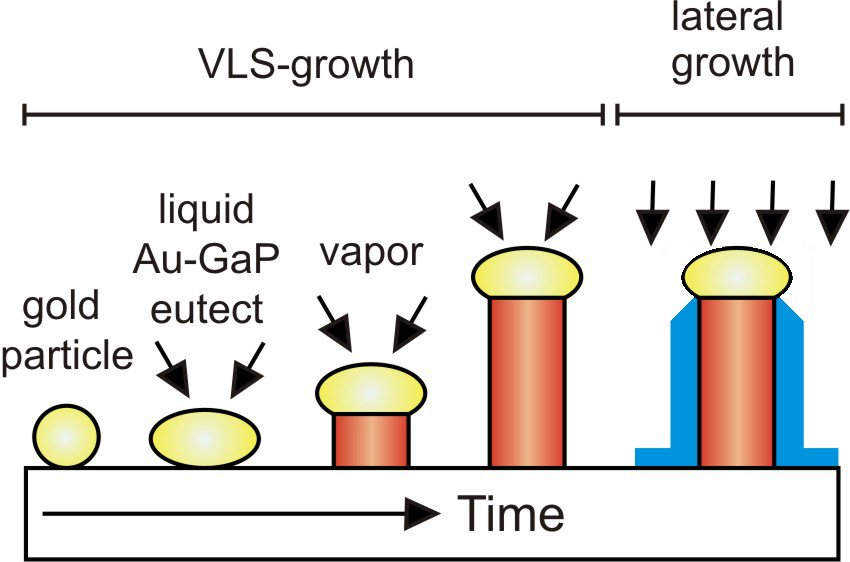 VLS-growth
lateral
growth
liquid
Au-GaP
eutect
vapor
gold
particle
Time